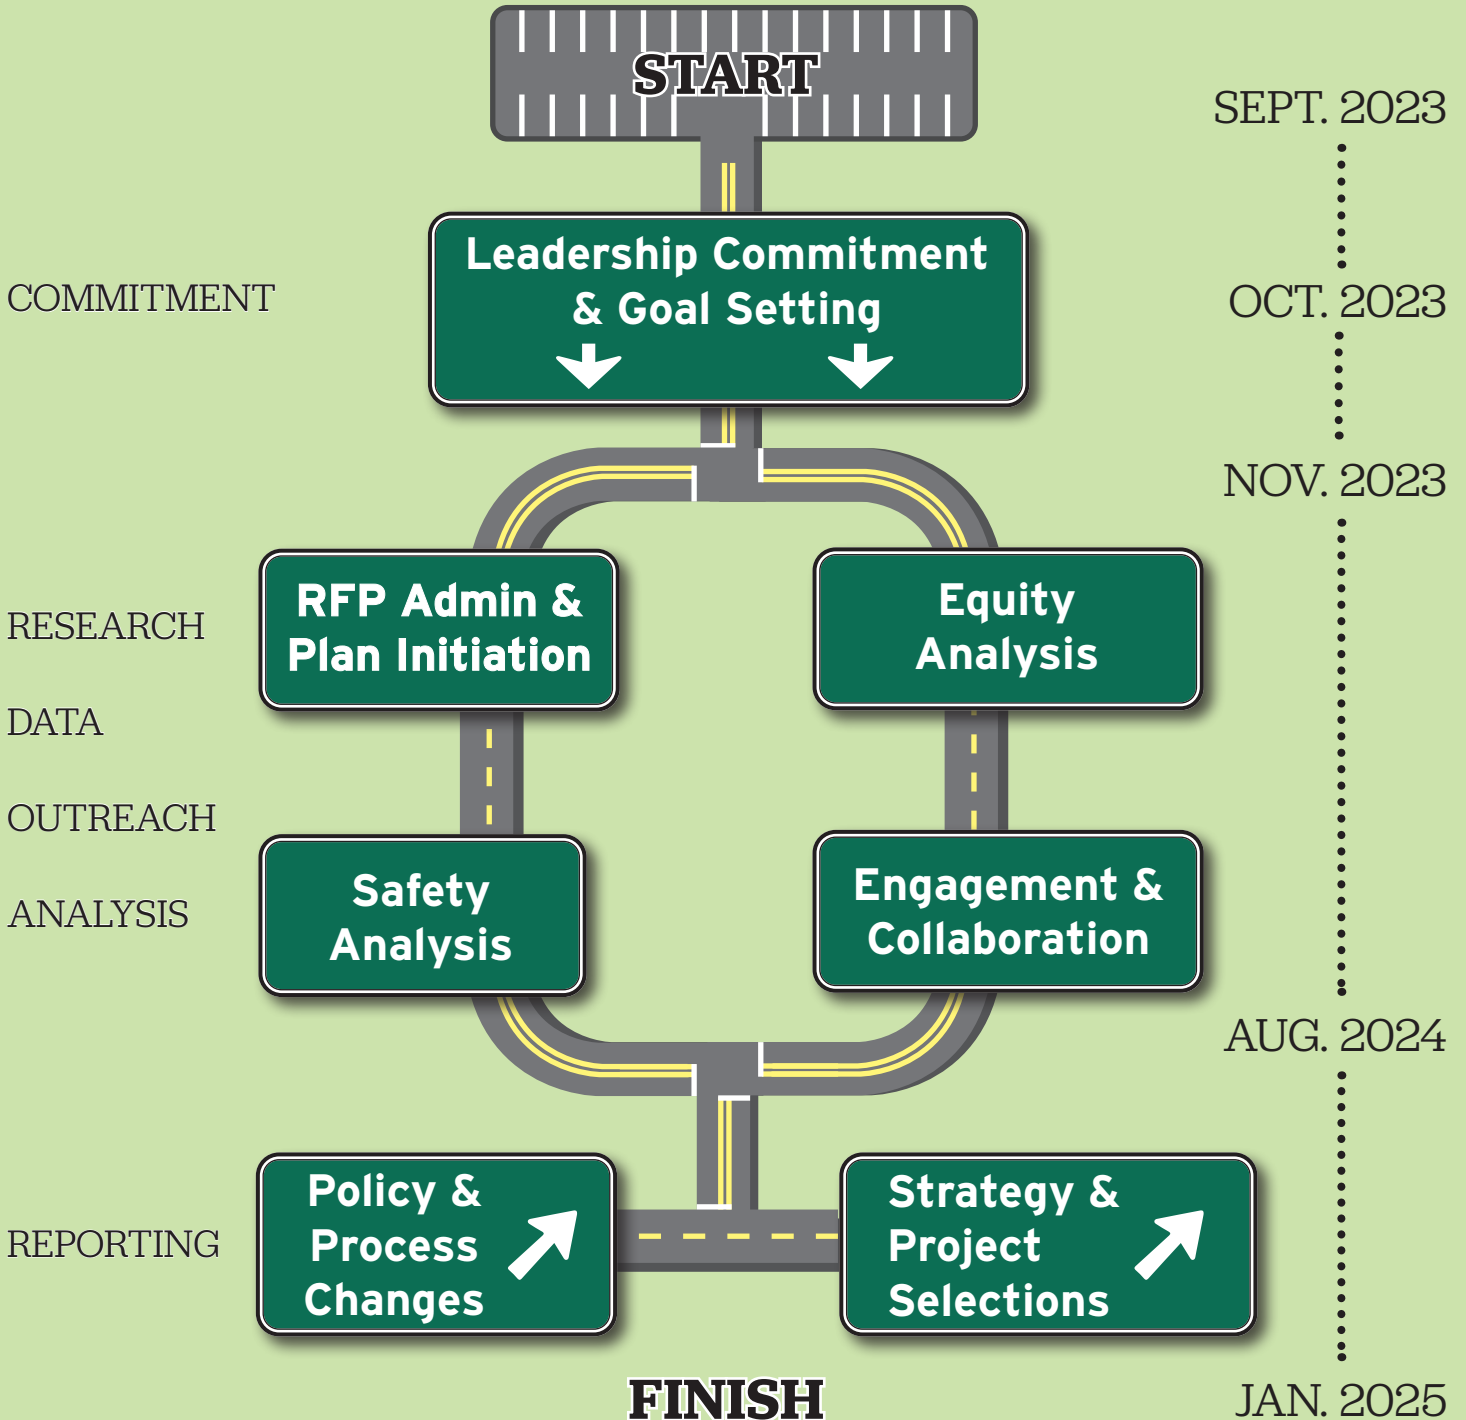 START
SEPT. 2023
Leadership Commitment
& Goal Setting
COMMITMENT
OCT. 2023
NOV. 2023
RFP Admin &
Plan Initiation
Equity
Analysis
RESEARCH
DATA
OUTREACH
ANALYSIS
Safety
Analysis
Engagement &
Collaboration
AUG. 2024
Policy &
Process
Changes
Strategy &
Project
Selections
REPORTING
FINISH
JAN. 2025